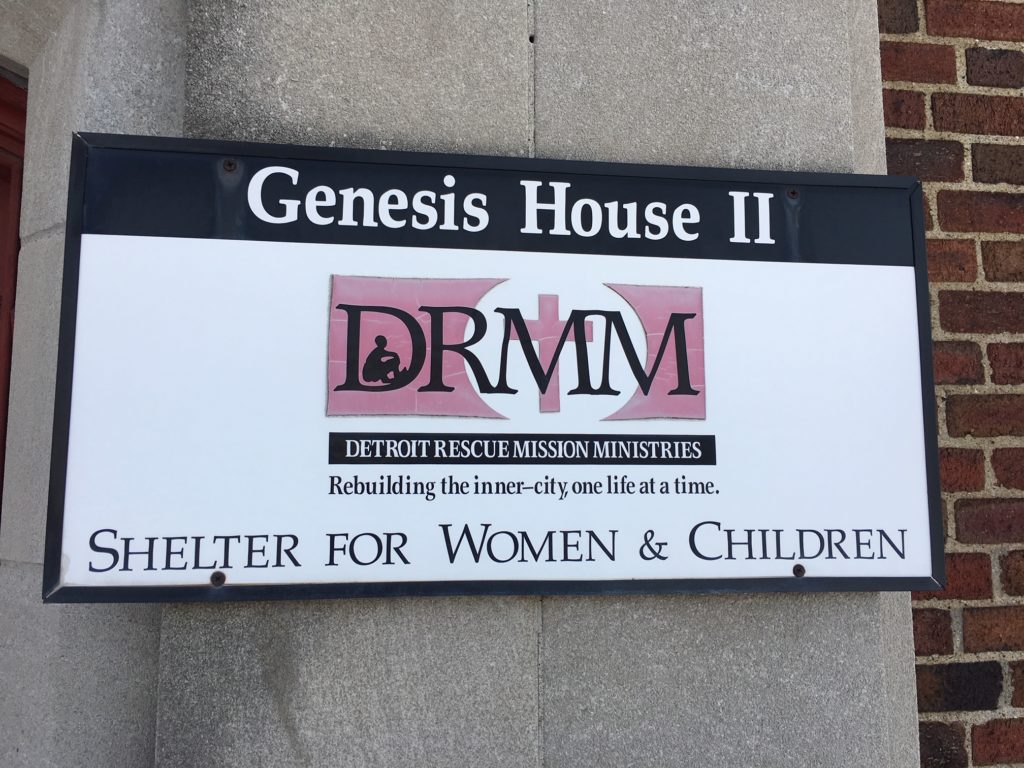 Genesis House II
DRMM
DETROIT RESCUE MISSION MINISTRIES
Rebuilding the inner-city, one life at a time.
SHELTER FOR WOMEN & CHILDREN